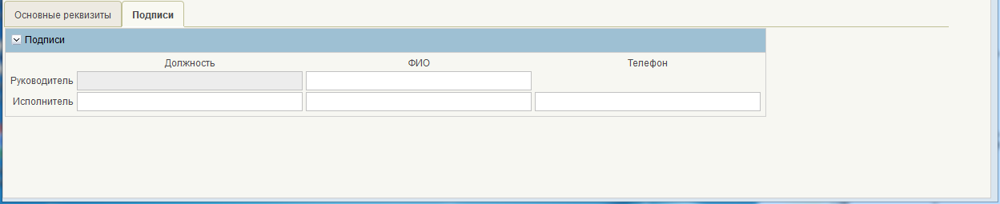 Основные реквизиты Подписи
Подписи
Должность ФИО Телефон
Руководитель
Исполнитель